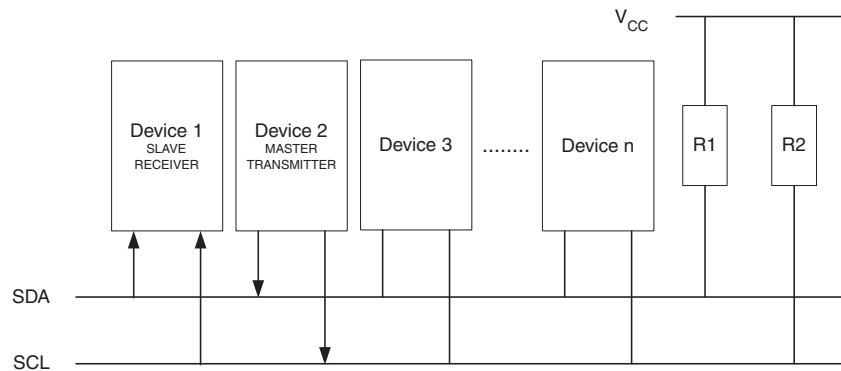 VCC
Device 1
SLAVE
RECEIVER
Device 2
MASTER
TRANSMITTER
Device 3
........
Device n
R1
R2
SDA
SCL